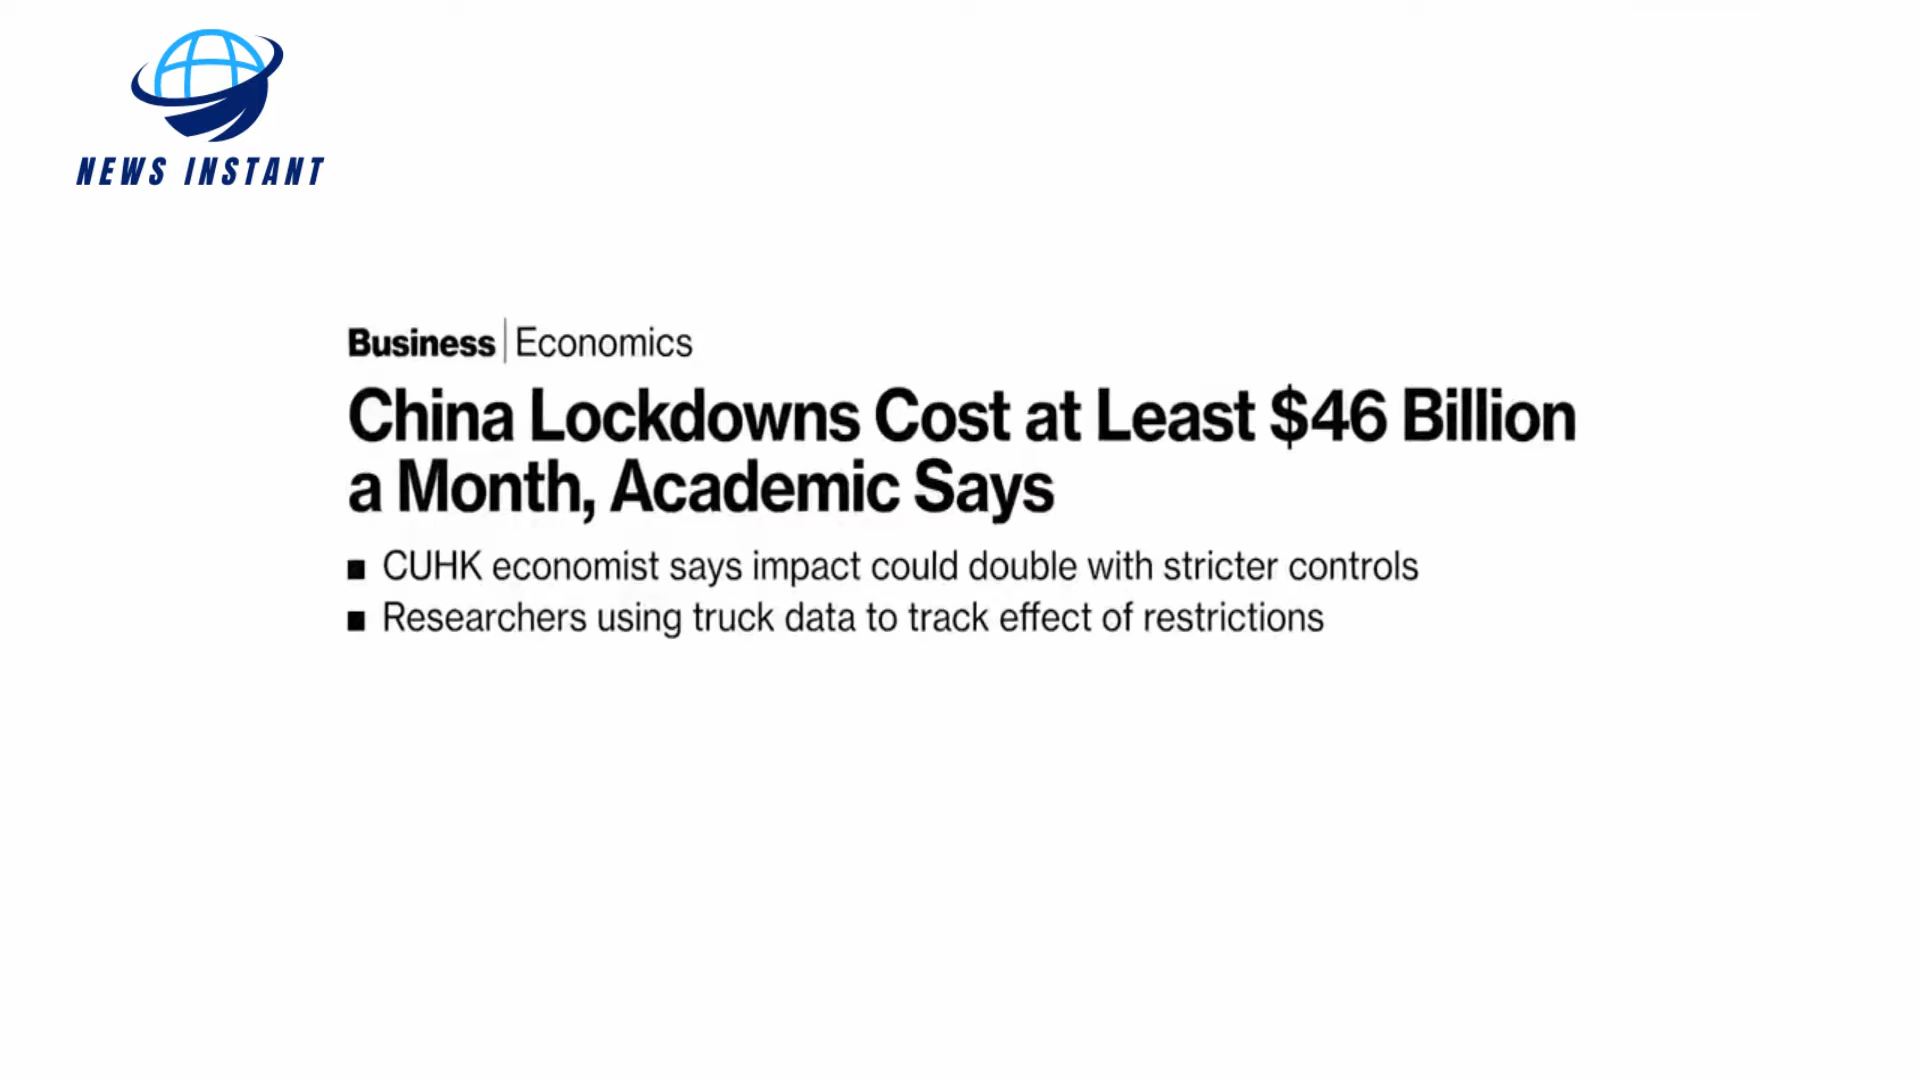 NEWS INSTANT
Business | Economics
China Lockdowns Cost at Least $46 Billion
a Month, Academic Says
■ CUHK economist says impact could double with stricter controls
■ Researchers using truck data to track effect of restrictions